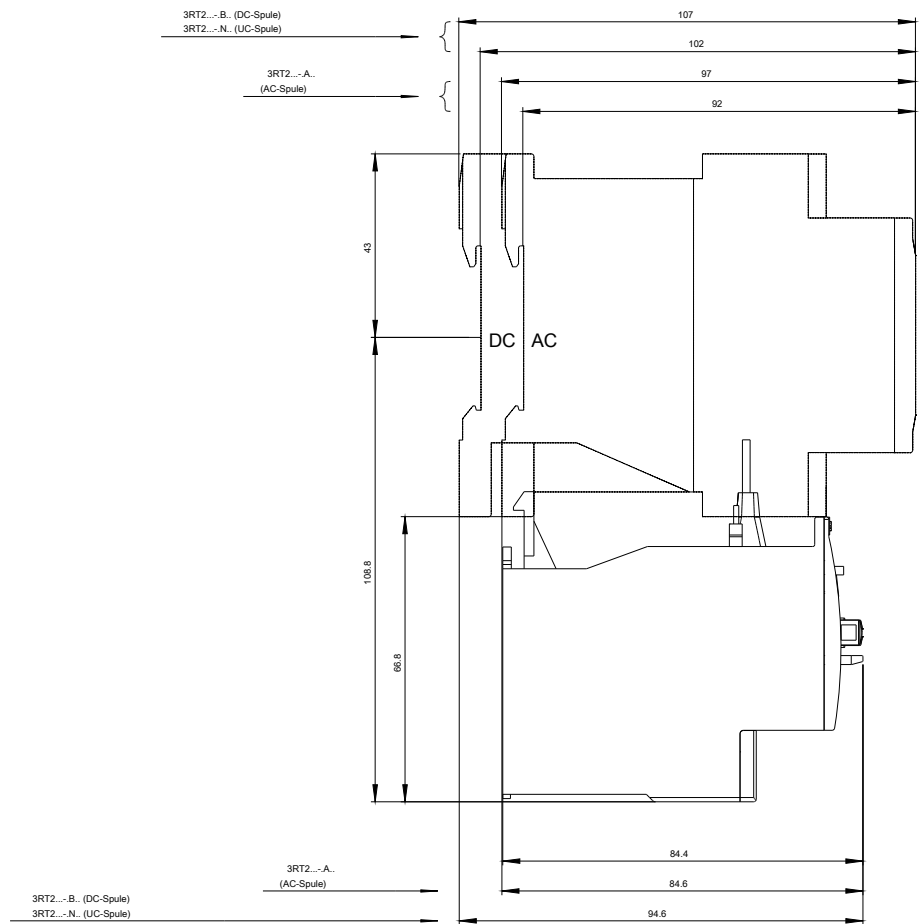 3RT2...-.B.. (DC-Spule)
3RT2...-.N.. (UC-Spule)
107
102
3RT2...-.A..
(AC-Spule)
97
92
43
DC AC
108.8
66.8
84.4
3RT2...-.A..
(AC-Spule)
84.6
3RT2...-.B.. (DC-Spule)
3RT2...-.N.. (UC-Spule)
94.6